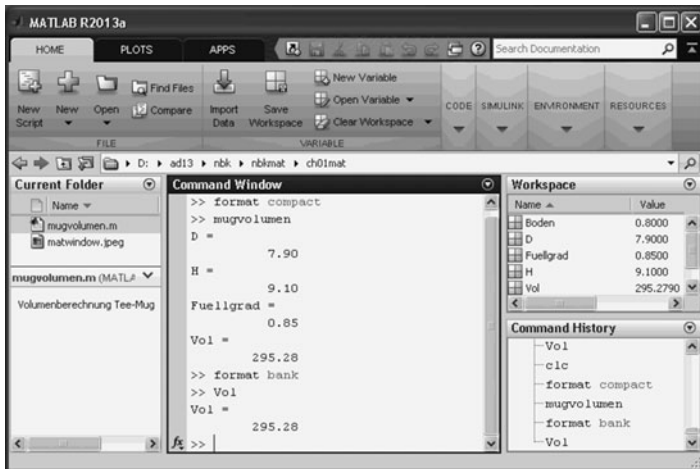 MATLAB R2013a
HOME PLOTS APPS
Search Documentation
New Script
New
Open
Find Files
Compare
FILE
Import Data
Save Workspace
New Variable
Open Variable
Clear Workspace
VARIABLE
CODE SIMULINK ENVIRONMENT RESOURCES
D: ad13 nbk nbkmat ch01mat
Current Folder
Name
mugvolumen.m
matwindow.jpeg
mugvolumen.m (MATLA
Volumenberechnung Tee-Mug
Command Window
>> format compact
>> mugvolumen
D =
7.90
H =
9.10
Fuellgrad =
0.85
Vol =
295.28
>> format bank
>> Vol
Vol =
295.28
fx >>
Workspace
Name Value
Boden 0.8000
D 7.9000
Fuellgrad 0.8500
H 9.1000
Vol 295.2790
Command History
Vol
clc
format compact
mugvolumen
format bank
Vol